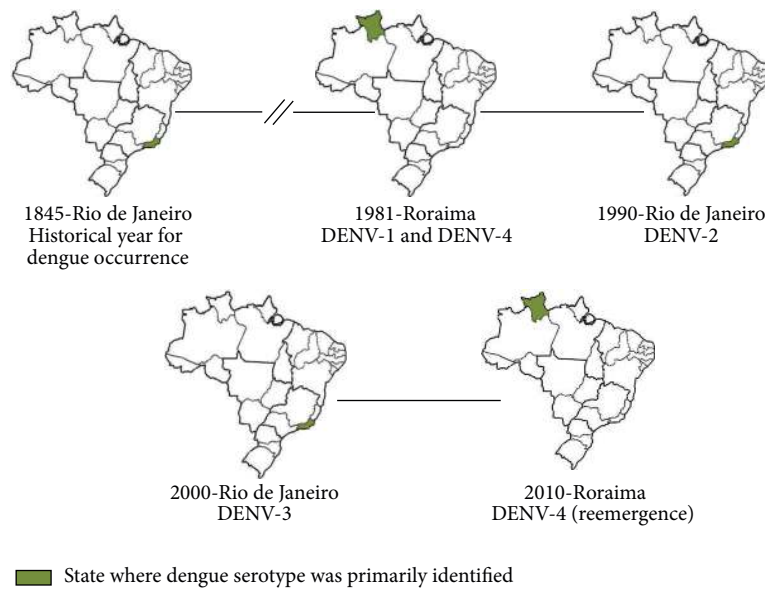 1845-Rio de Janeiro
Historical year for
dengue occurrence
1981-Roraima
DENV-1 and DENV-4
1990-Rio de Janeiro
DENV-2
2000-Rio de Janeiro
DENV-3
2010-Roraima
DENV-4 (reemergence)
State where dengue serotype was primarily identified